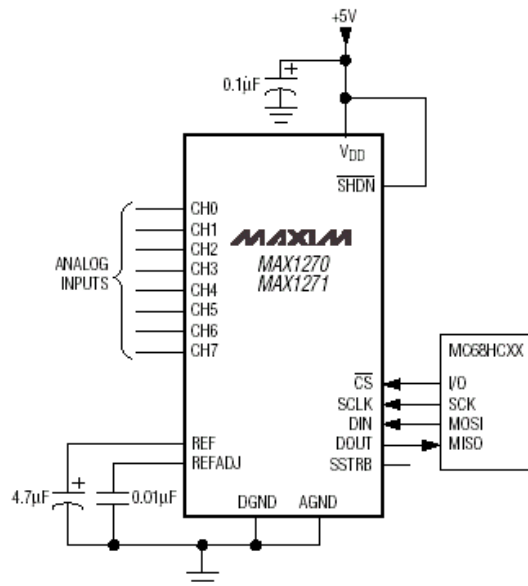 +5V
0.1µF
+
VDD
SHDN
CH0
CH1
CH2
CH3
CH4
CH5
CH6
CH7
ANALOG
INPUTS
MAXIM
MAX1270
MAX1271
MC68HCXX
CS
I/O
SCLK
SCK
DIN
MOSI
DOUT
MISO
SSTRB
REF
REFADJ
4.7µF
+
0.01µF
DGND
AGND